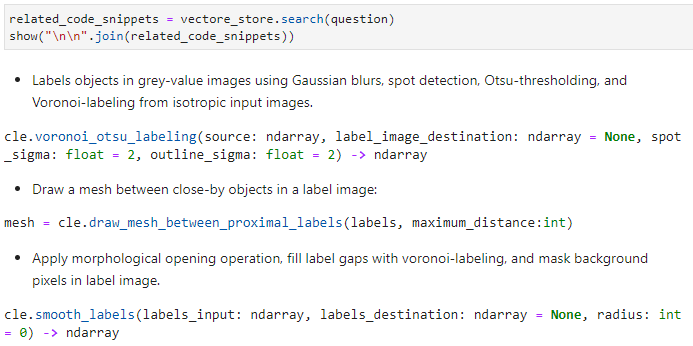 related_code_snippets = vectore_store.search(question)
show("\n\n".join(related_code_snippets))
• Labels objects in grey-value images using Gaussian blurs, spot detection, Otsu-thresholding, and
Voronoi-labeling from isotropic input images.
cle.voronoi_otsu_labeling(source: ndarray, label_image_destination: ndarray = None, spot
_sigma: float = 2, outline_sigma: float = 2) -> ndarray
• Draw a mesh between close-by objects in a label image:
mesh = cle.draw_mesh_between_proximal_labels(labels, maximum_distance:int)
• Apply morphological opening operation, fill label gaps with voronoi-labeling, and mask background
pixels in label image.
cle.smooth_labels(labels_input: ndarray, labels_destination: ndarray = None, radius: int
= 0) -> ndarray